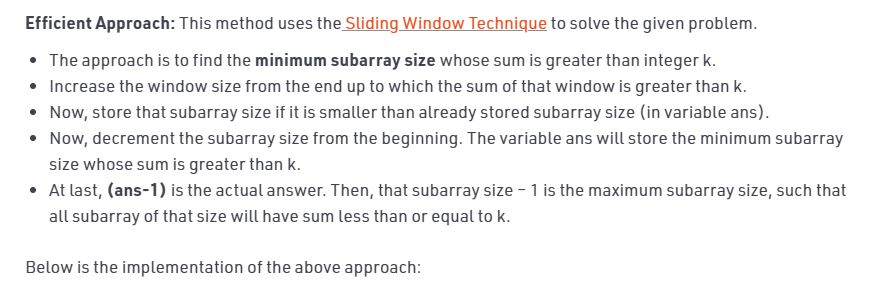 Efficient Approach: This method uses the Sliding Window Technique to solve the given problem.
• The approach is to find the minimum subarray size whose sum is greater than integer k.
• Increase the window size from the end up to which the sum of that window is greater than k.
• Now, store that subarray size if it is smaller than already stored subarray size (in variable ans).
• Now, decrement the subarray size from the beginning. The variable ans will store the minimum subarray
size whose sum is greater than k.
• At last, (ans-1) is the actual answer. Then, that subarray size – 1 is the maximum subarray size, such that
all subarray of that size will have sum less than or equal to k.
Below is the implementation of the above approach: